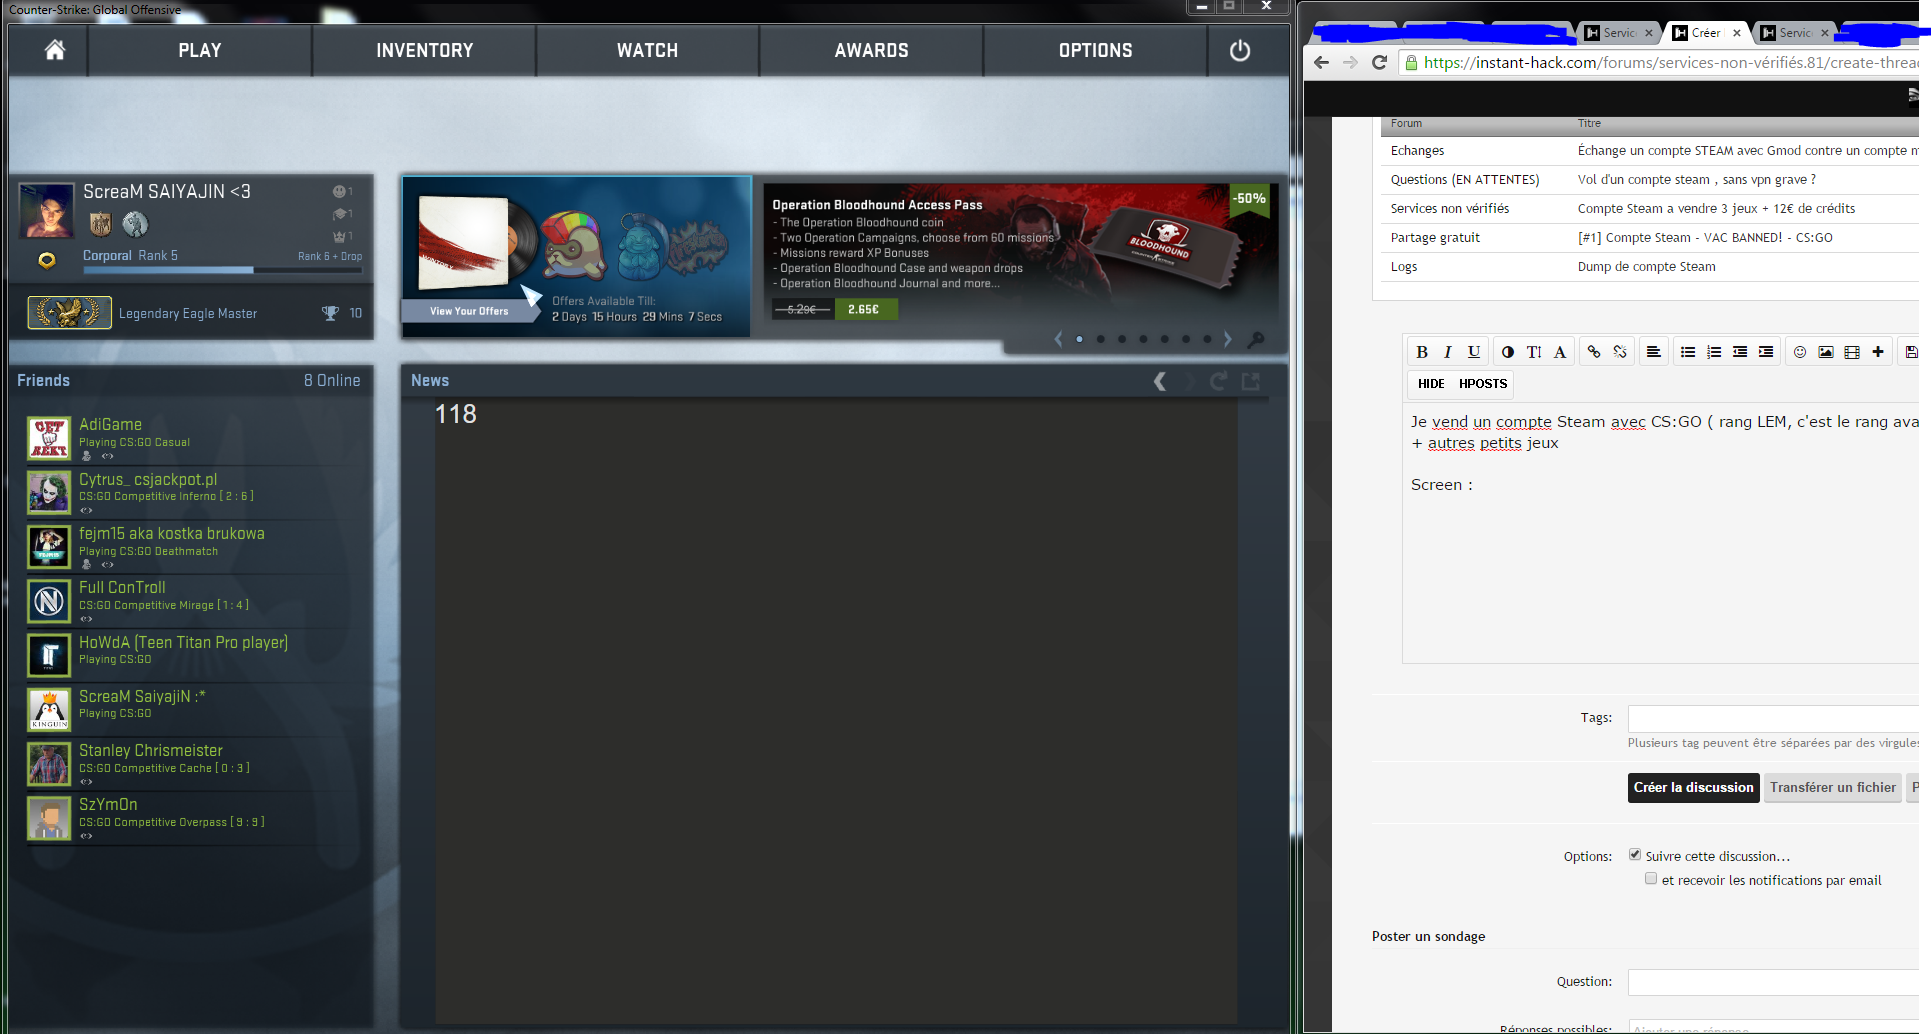 Counter-Strike: Global Offensive
PLAY
INVENTORY
WATCH
AWARDS
OPTIONS
ScreaM SAIYAJIN <3
1
1
1
Corporal Rank 5
Rank 6 + Drop
Legendary Eagle Master
10
View Your Offers
Offers Available Till:
2 Days 15 Hours 29 Mins 7 Secs
Operation Bloodhound Access Pass
- The Operation Bloodhound coin
- Two Operation Campaigns, choose from 60 missions
- Missions reward XP Bonuses
- Operation Bloodhound Case and weapon drops
- Operation Bloodhound Journal and more...
5.29€
2.65€
-50%
BLOODHOUND
Friends
8 Online
GET REKT
AdiGame
Playing CS:GO Casual
Cytrus_ csjackpot.pl
CS:GO Competitive Inferno [ 2 : 6 ]
fejm15 aka kostka brukowa
Playing CS:GO Deathmatch
Full ConTroll
CS:GO Competitive Mirage [ 1 : 4 ]
HoWdA (Teen Titan Pro player)
Playing CS:GO
ScreaM SaiyajiN :*
Playing CS:GO
KINGUIN
Stanley Chrismeister
CS:GO Competitive Cache [ 0 : 3 ]
SzYmOn
CS:GO Competitive Overpass [ 9 : 9 ]
News
118
Servic
Créer
Servic
https://instant-hack.com/forums/services-non-vérifiés.81/create-threa
Forum
Titre
Echanges
Échange un compte STEAM avec Gmod contre un compte
Questions (EN ATTENTES)
Vol d'un compte steam , sans vpn grave ?
Services non vérifiés
Compte Steam a vendre 3 jeux + 12€ de crédits
Partage gratuit
[#1] Compte Steam - VAC BANNED! - CS:GO
Logs
Dump de compte Steam
B I U
A
HIDE HPOSTS
Je vend un compte Steam avec CS:GO ( rang LEM, c'est le rang ava
+ autres petits jeux
Screen :
Tags:
Plusieurs tag peuvent être séparées par des virgules
Créer la discussion
Transférer un fichier
P
Options:
Suivre cette discussion...
et recevoir les notifications par email
Poster un sondage
Question:
Réponses possibles:
Ajouter une réponse